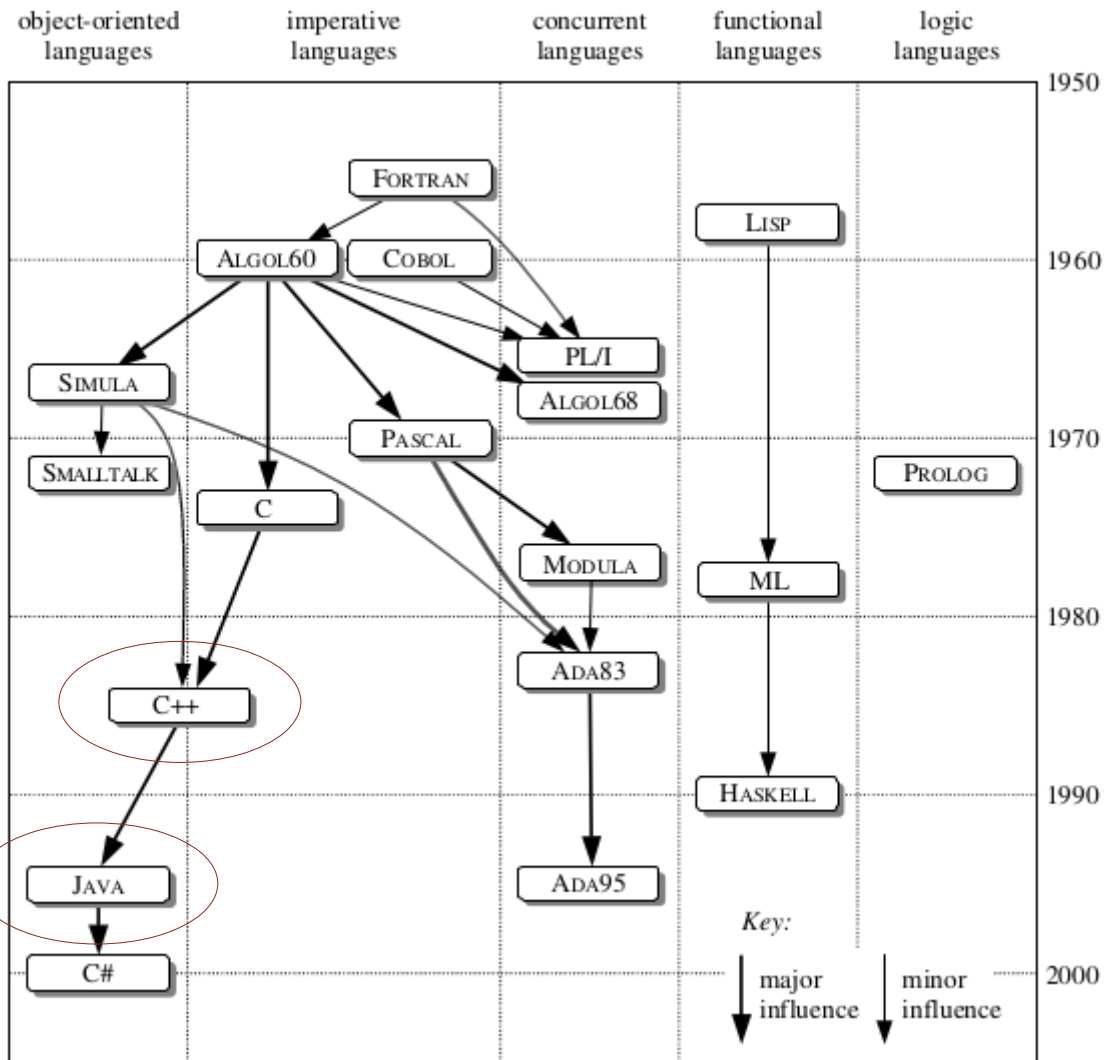 object-oriented
languages
imperative
languages
concurrent
languages
functional
languages
logic
languages
1950
FORTRAN
LISP
ALGOL60
COBOL
1960
PL/I
SIMULA
ALGOL68
PASCAL
1970
SMALLTALK
PROLOG
C
MODULA
ML
1980
ADA83
C++
HASKELL
1990
JAVA
ADA95
Key:
C#
major
influence
minor
influence
2000